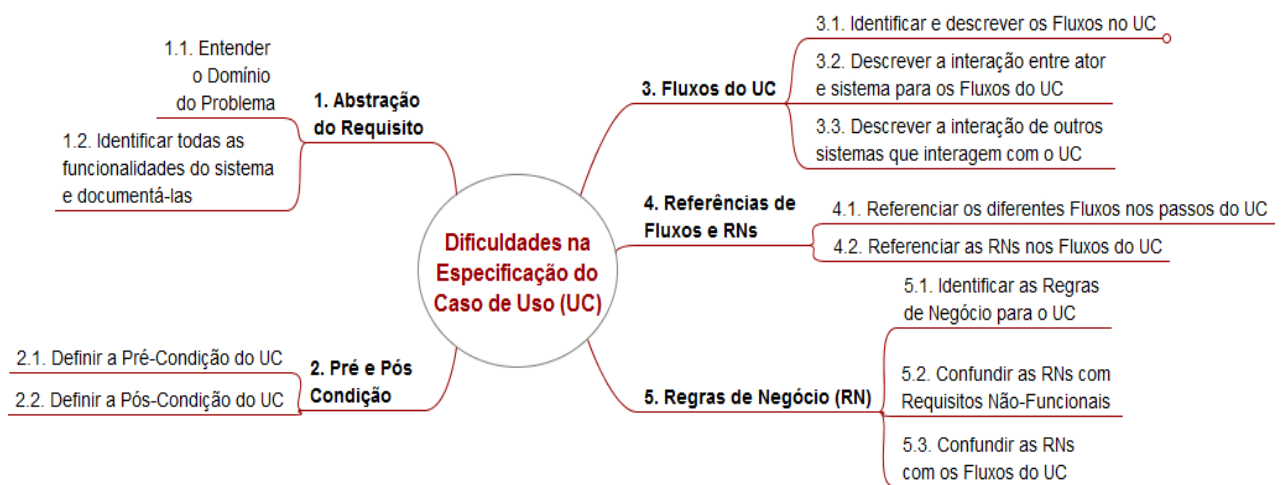 Dificuldades na
Especificação do
Caso de Uso (UC)
1. Abstração
do Requisito
1.1. Entender
o Domínio
do Problema
1.2. Identificar todas as
funcionalidades do sistema
e documentá-las
2. Pré e Pós
Condição
2.1. Definir a Pré-Condição do UC
2.2. Definir a Pós-Condição do UC
3. Fluxos do UC
3.1. Identificar e descrever os Fluxos no UC
3.2. Descrever a interação entre ator
e sistema para os Fluxos do UC
3.3. Descrever a interação de outros
sistemas que interagem com o UC
4. Referências de
Fluxos e RNs
4.1. Referenciar os diferentes Fluxos nos passos do UC
4.2. Referenciar as RNs nos Fluxos do UC
5. Regras de Negócio (RN)
5.1. Identificar as Regras
de Negócio para o UC
5.2. Confundir as RNs com
Requisitos Não-Funcionais
5.3. Confundir as RNs
com os Fluxos do UC